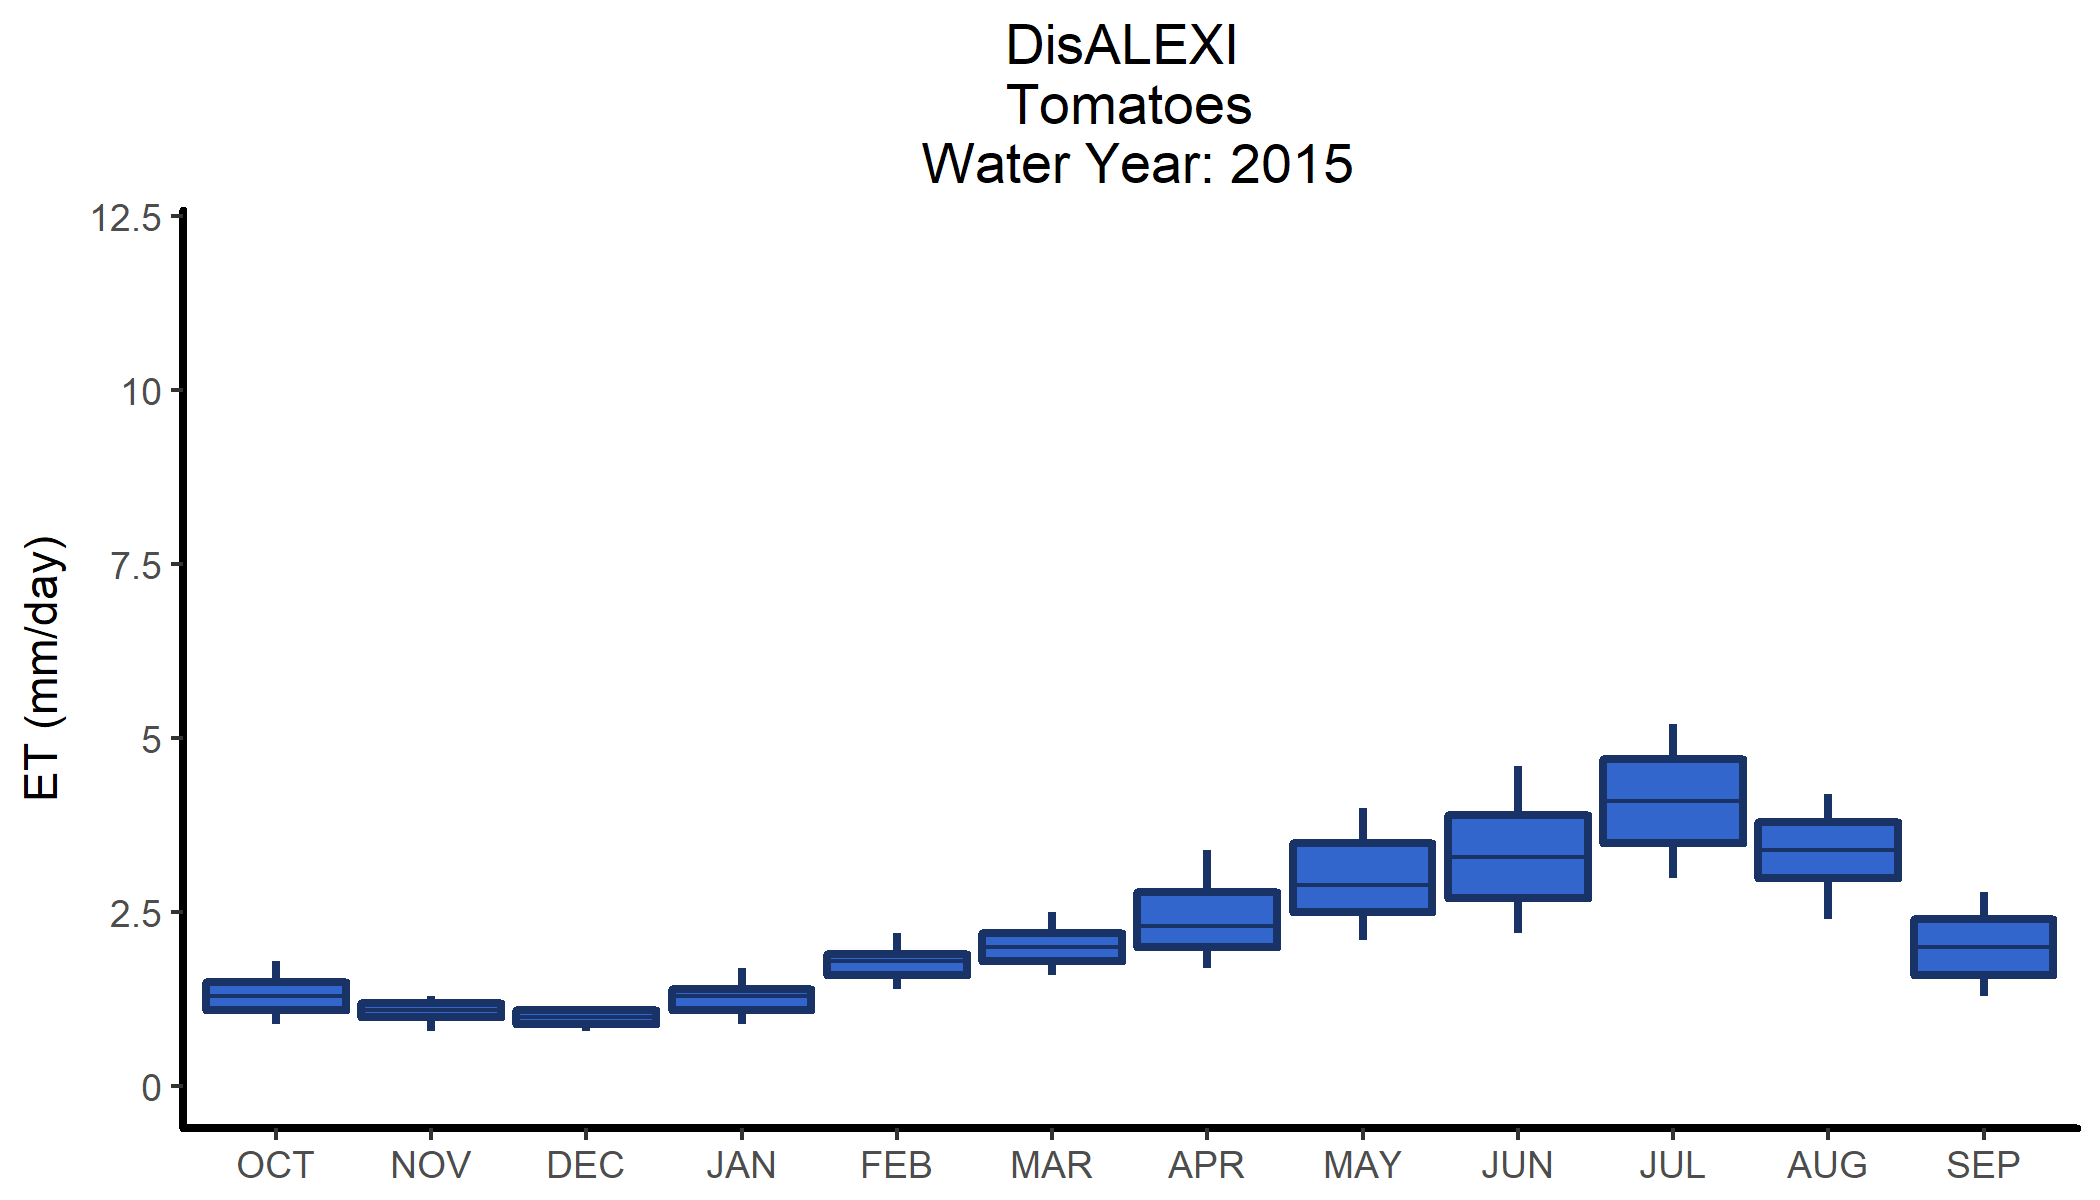 DisALEXI
Tomatoes
Water Year: 2015
ET (mm/day)
12.5
10
7.5
5
2.5
0
OCT NOV DEC JAN FEB MAR APR MAY JUN JUL AUG SEP